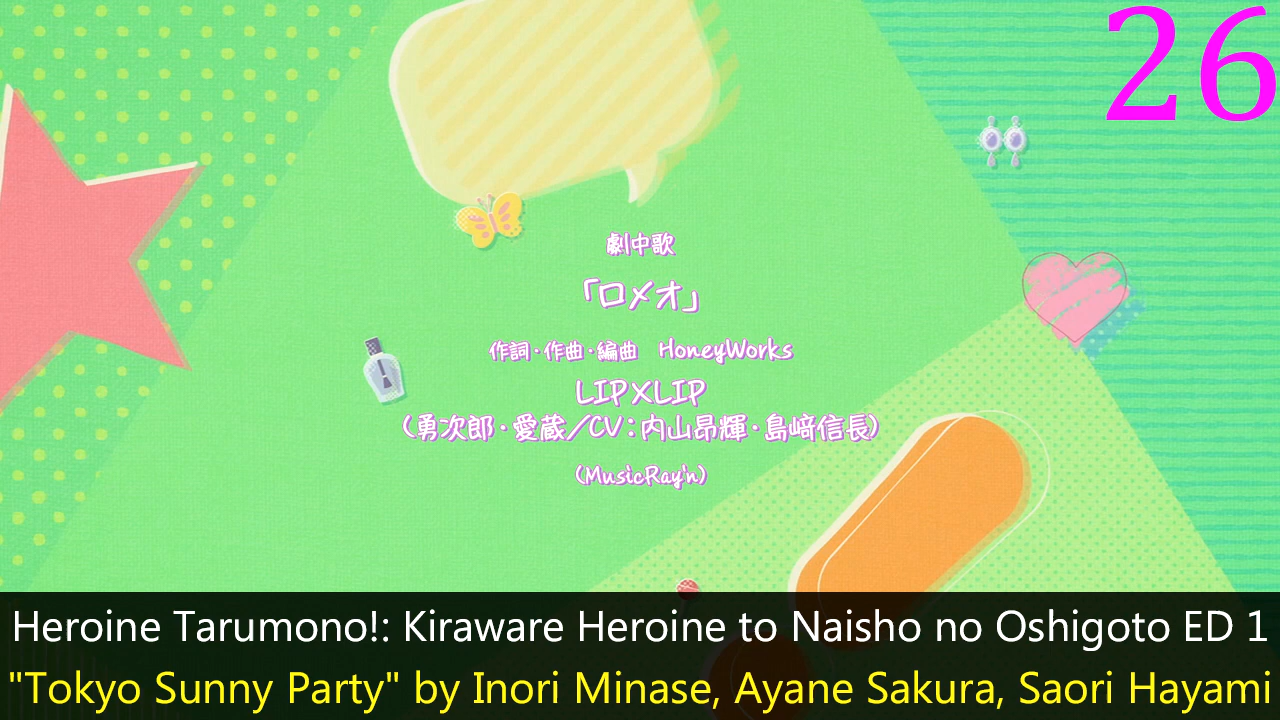 26
劇中歌
「ロメオ」
作詞・作曲・編曲 HoneyWorks
LIP×LIP
(勇次郎・愛蔵/CV:内山昂輝・島﨑信長)
(MusicRay'n)
Heroine Tarumono!: Kiraware Heroine to Naisho no Oshigoto ED 1
"Tokyo Sunny Party" by Inori Minase, Ayane Sakura, Saori Hayami